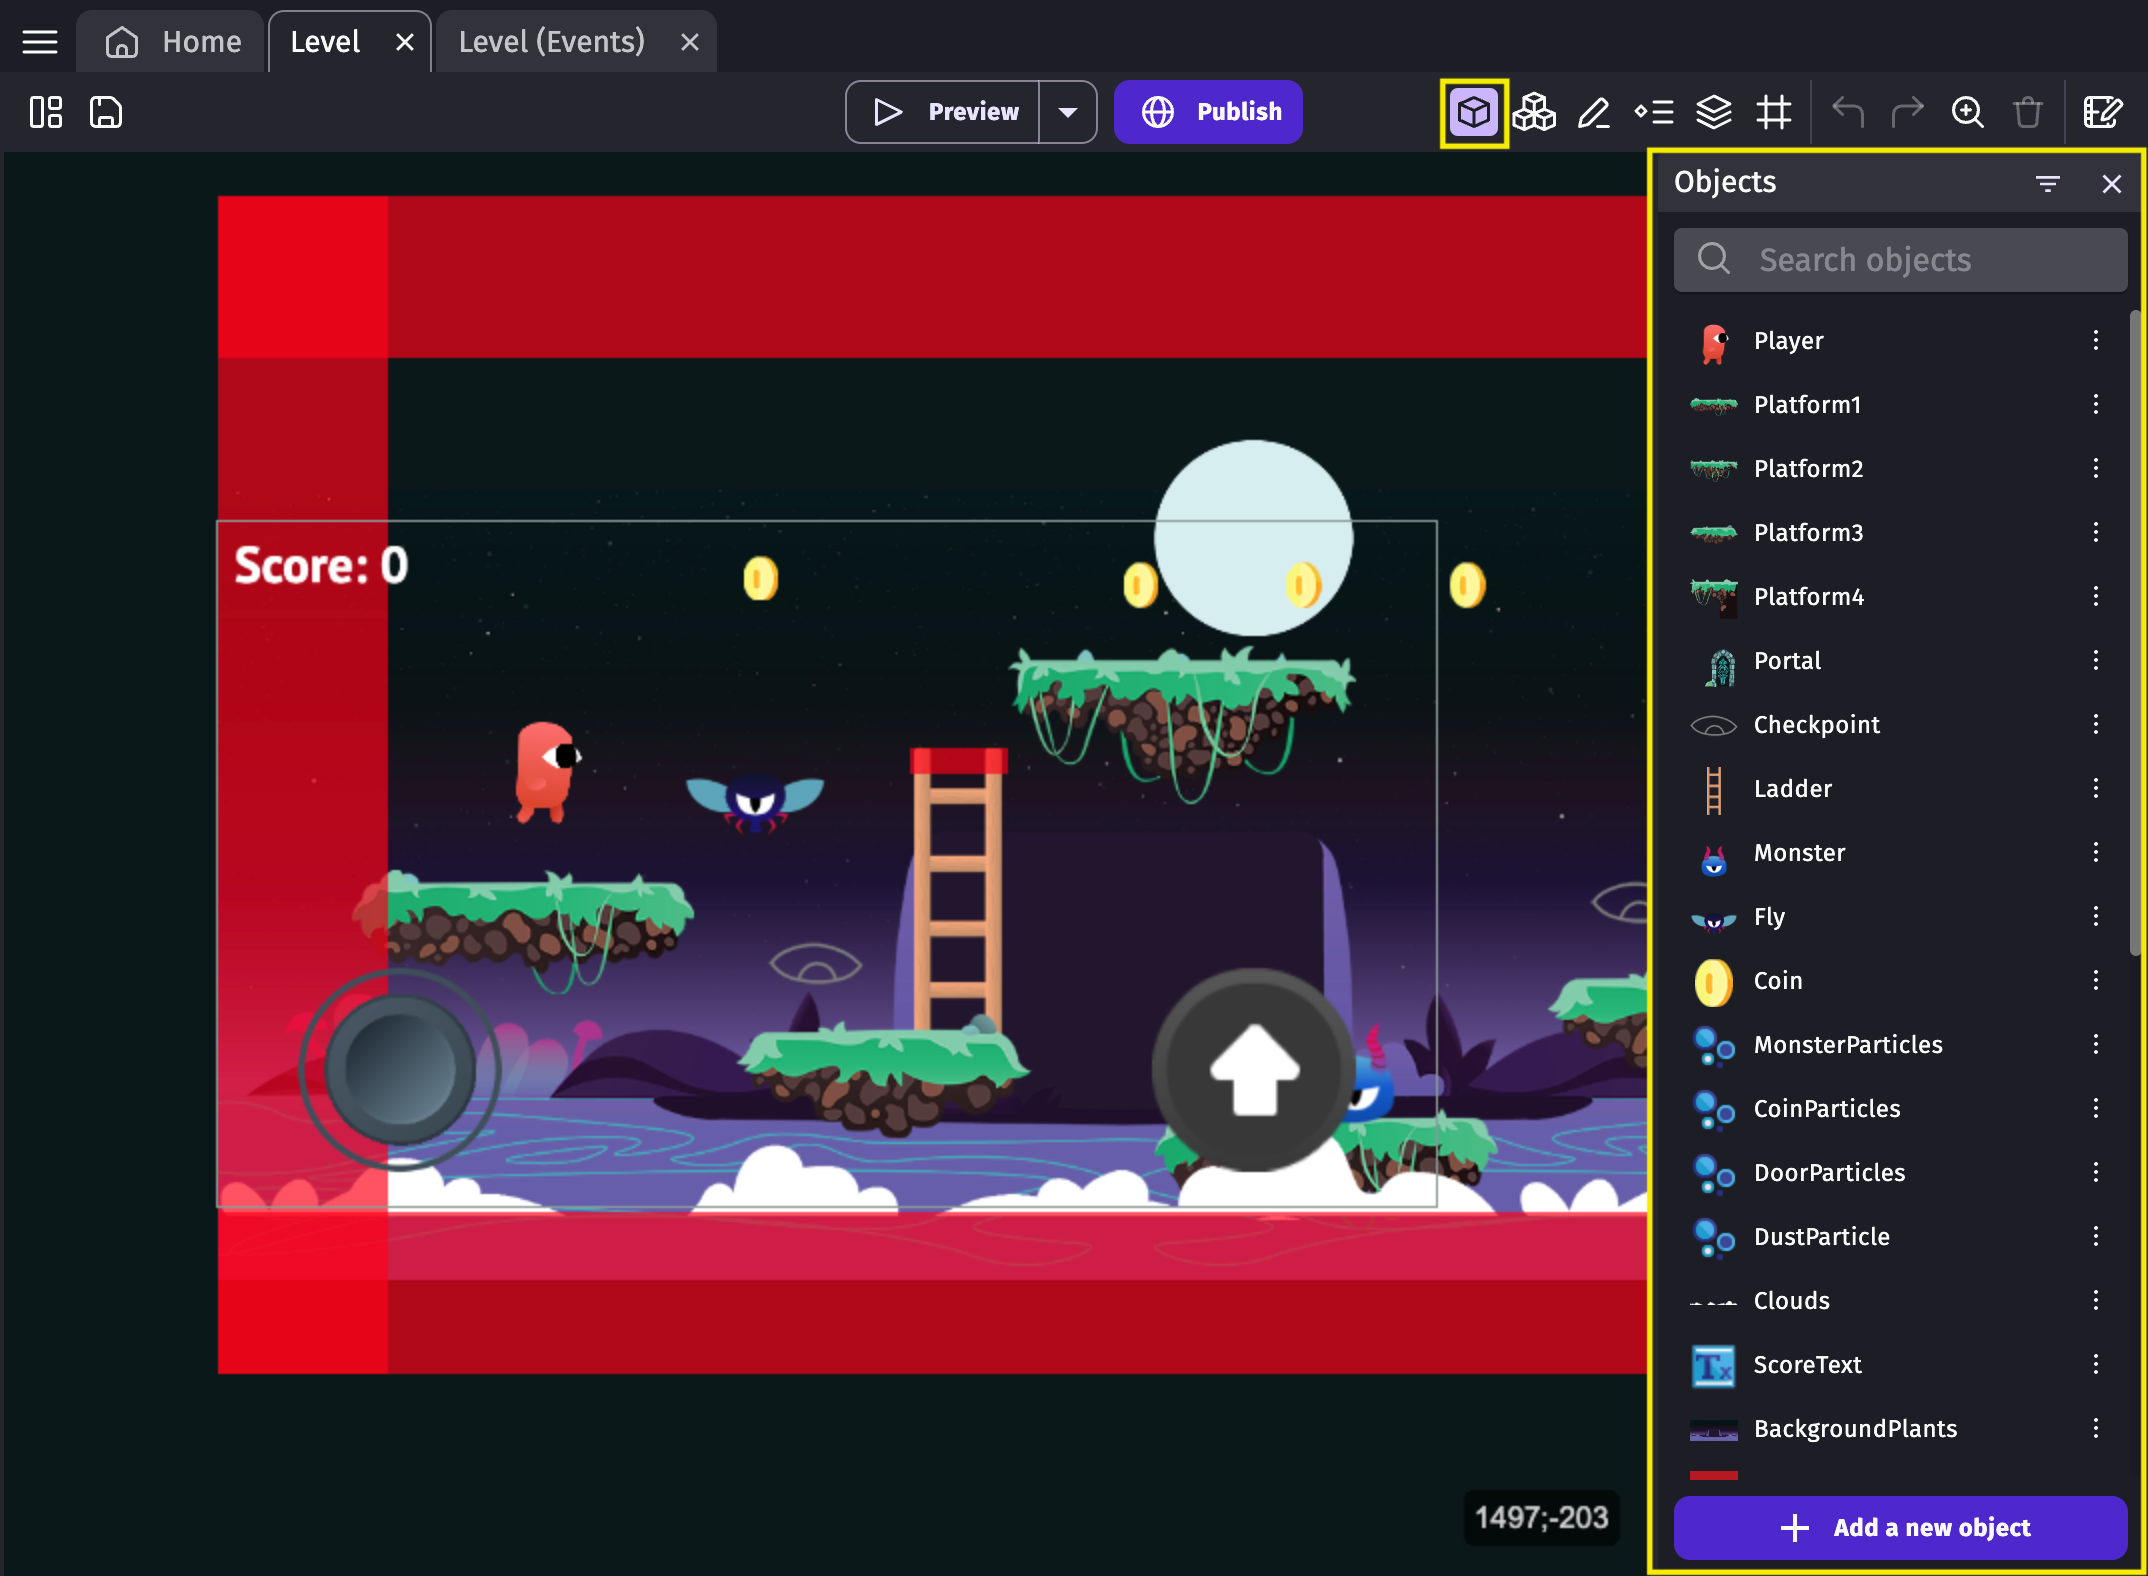 Home
Level
Level (Events)
Preview
Publish
Objects
Search objects
Player
Platform1
Platform2
Platform3
Platform4
Portal
Checkpoint
Ladder
Monster
Fly
Coin
MonsterParticles
CoinParticles
DoorParticles
DustParticle
Clouds
Tx
ScoreText
BackgroundPlants
Add a new object
Score: 0
1497;-203